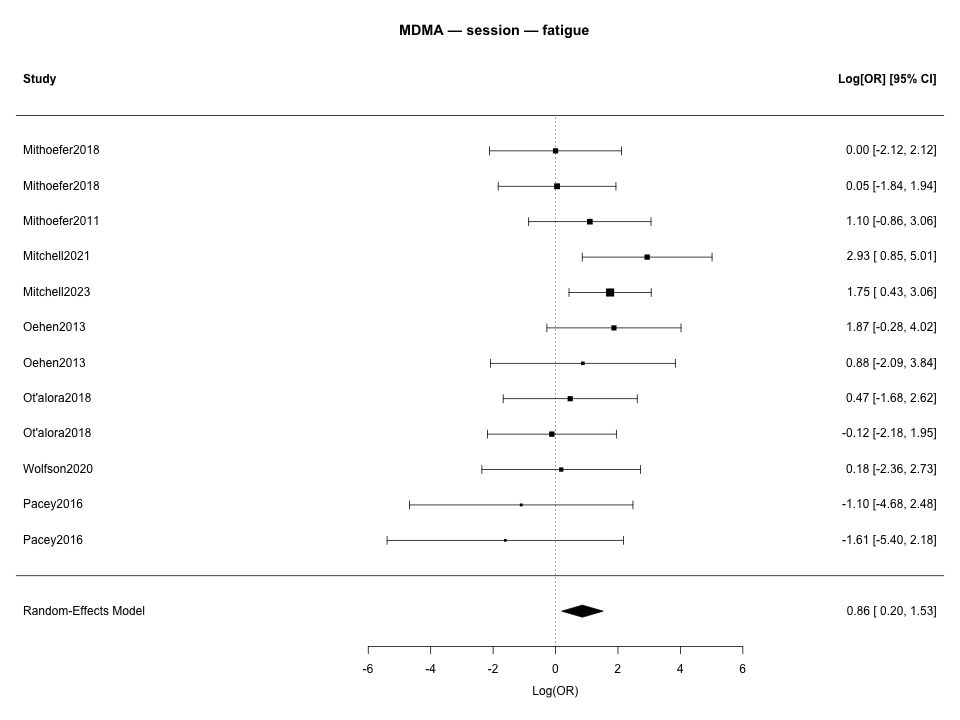 MDMA — session — fatigue
Study Log[OR] [95% CI]
Mithoefer2018 0.00 [-2.12, 2.12]
Mithoefer2018 0.05 [-1.84, 1.94]
Mithoefer2011 1.10 [-0.86, 3.06]
Mitchell2021 2.93 [ 0.85, 5.01]
Mitchell2023 1.75 [ 0.43, 3.06]
Oehen2013 1.87 [-0.28, 4.02]
Oehen2013 0.88 [-2.09, 3.84]
Ot'alora2018 0.47 [-1.68, 2.62]
Ot'alora2018 -0.12 [-2.18, 1.95]
Wolfson2020 0.18 [-2.36, 2.73]
Pacey2016 -1.10 [-4.68, 2.48]
Pacey2016 -1.61 [-5.40, 2.18]
Random-Effects Model 0.86 [ 0.20, 1.53]
-6 -4 -2 0 2 4 6
Log(OR)